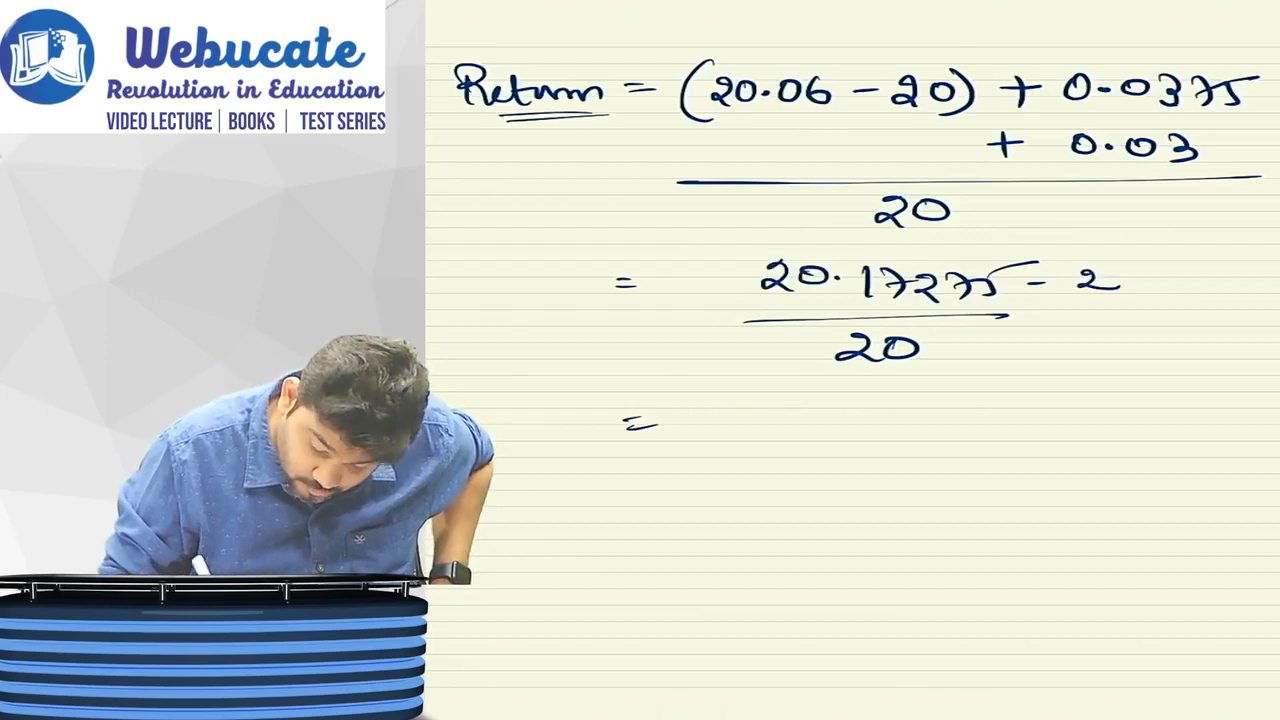 Webucate
Revolution in Education
VIDEO LECTURE | BOOKS | TEST SERIES
Return = (20.06 - 20) + 0.0375
+ 0.03
20
= 20.17275 - 2
20
=